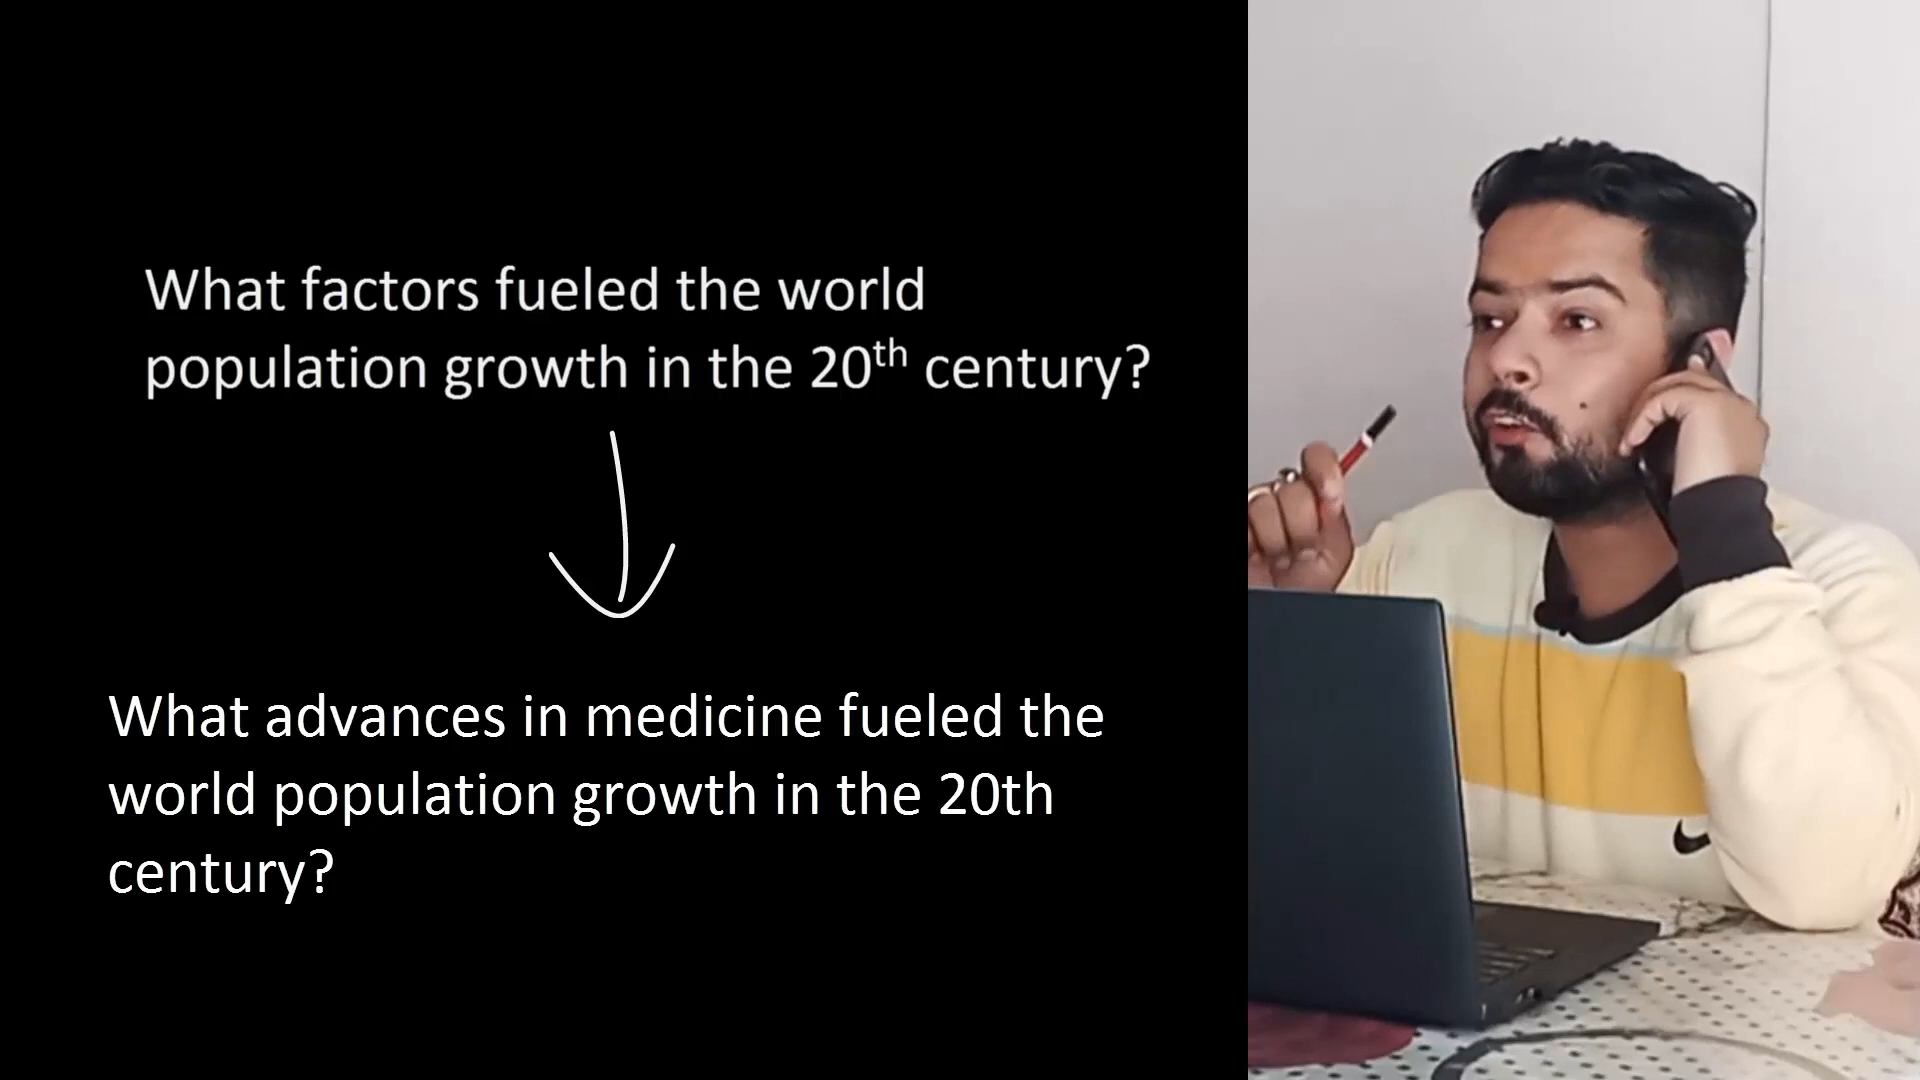 What factors fueled the world
population growth in the 20th century?
What advances in medicine fueled the
world population growth in the 20th
century?